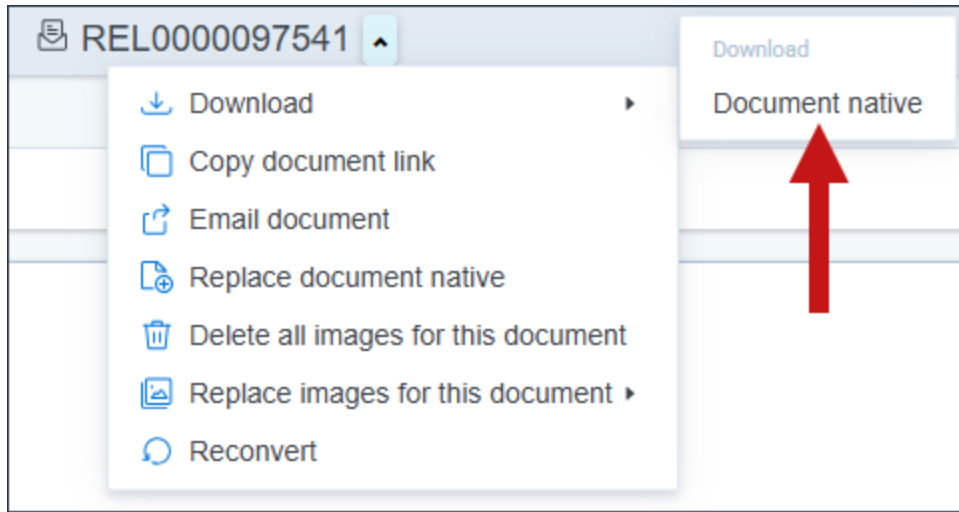 REL0000097541
Download
Copy document link
Email document
Replace document native
Delete all images for this document
Replace images for this document
Reconvert
Download
Document native